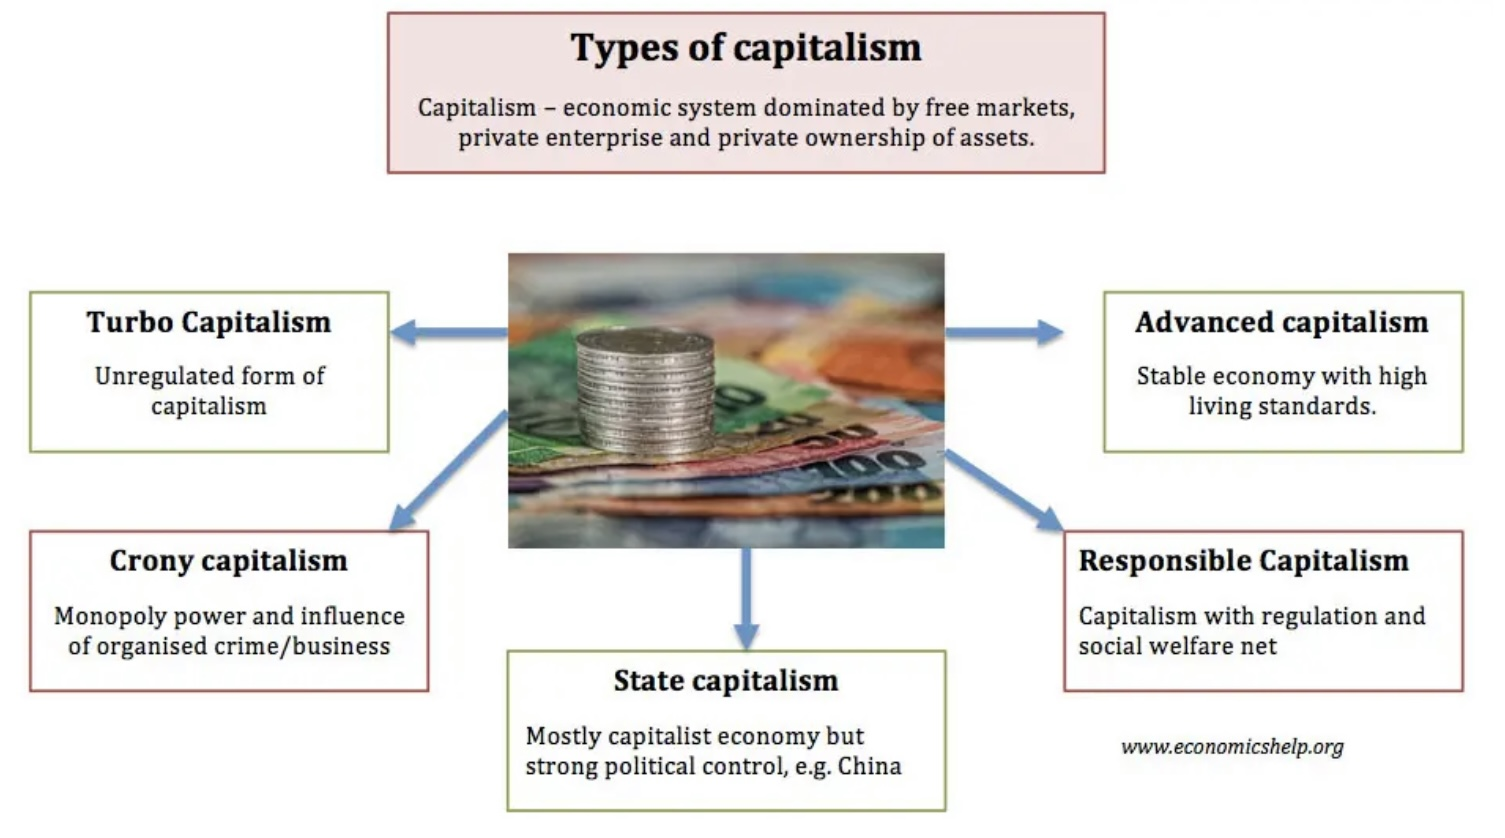 Types of capitalism
Capitalism – economic system dominated by free markets,
private enterprise and private ownership of assets.
Turbo Capitalism
Unregulated form of
capitalism
Advanced capitalism
Stable economy with high
living standards.
Crony capitalism
Monopoly power and influence
of organised crime/business
State capitalism
Mostly capitalist economy but
strong political control, e.g. China
Responsible Capitalism
Capitalism with regulation and
social welfare net
www.economicshelp.org
100